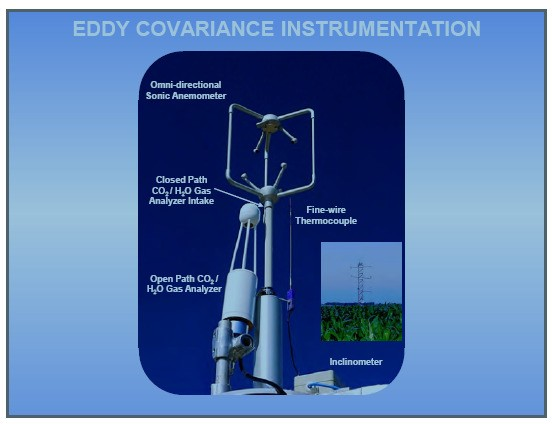 EDDY COVARIANCE INSTRUMENTATION
Omni-directional
Sonic Anemometer
Closed Path
CO₂ / H₂O Gas
Analyzer Intake
Fine-wire
Thermocouple
Open Path CO₂ /
H₂O Gas Analyzer
Inclinometer